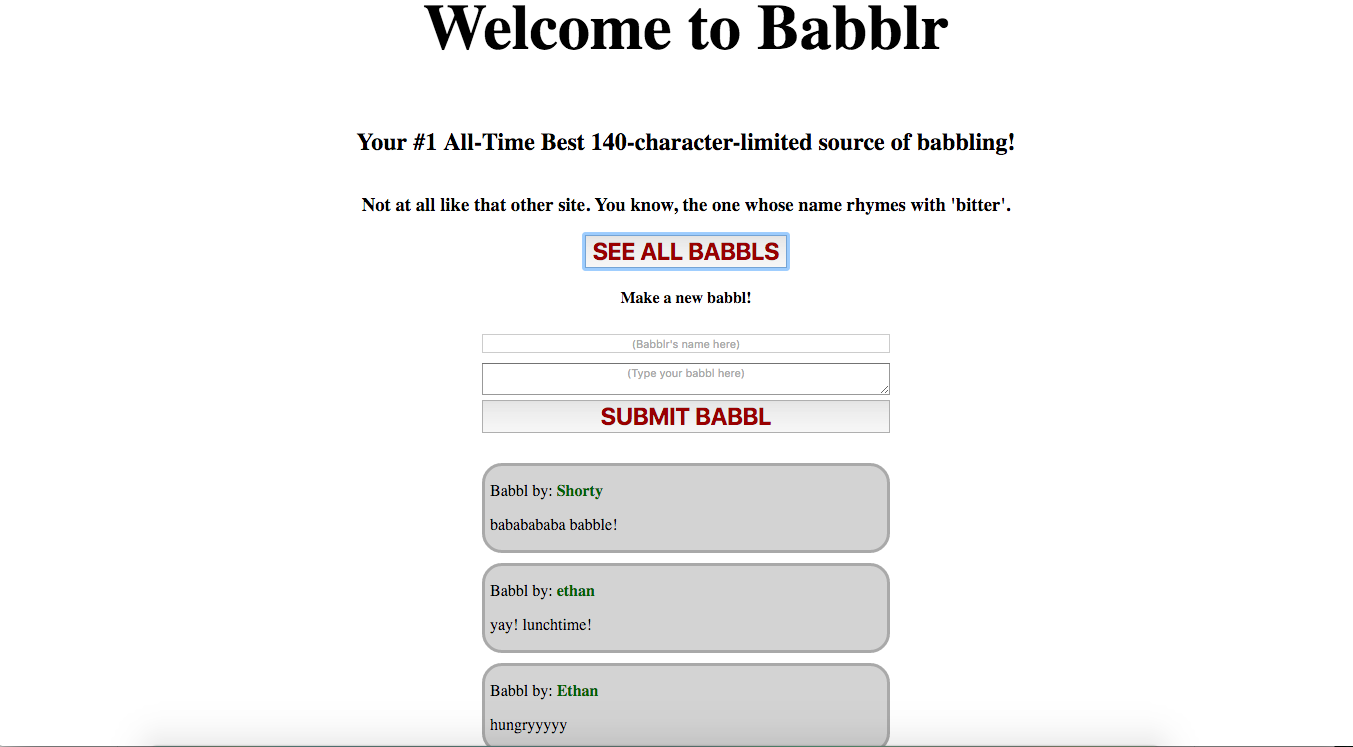 Welcome to Babblr
Your #1 All-Time Best 140-character-limited source of babbling!
Not at all like that other site. You know, the one whose name rhymes with 'bitter'.
SEE ALL BABBLS
Make a new babbl!
(Babblr's name here)
(Type your babbl here)
SUBMIT BABBL
Babbl by: Shorty
bababababa babble!
Babbl by: ethan
yay! lunchtime!
Babbl by: Ethan
hungryyyyy